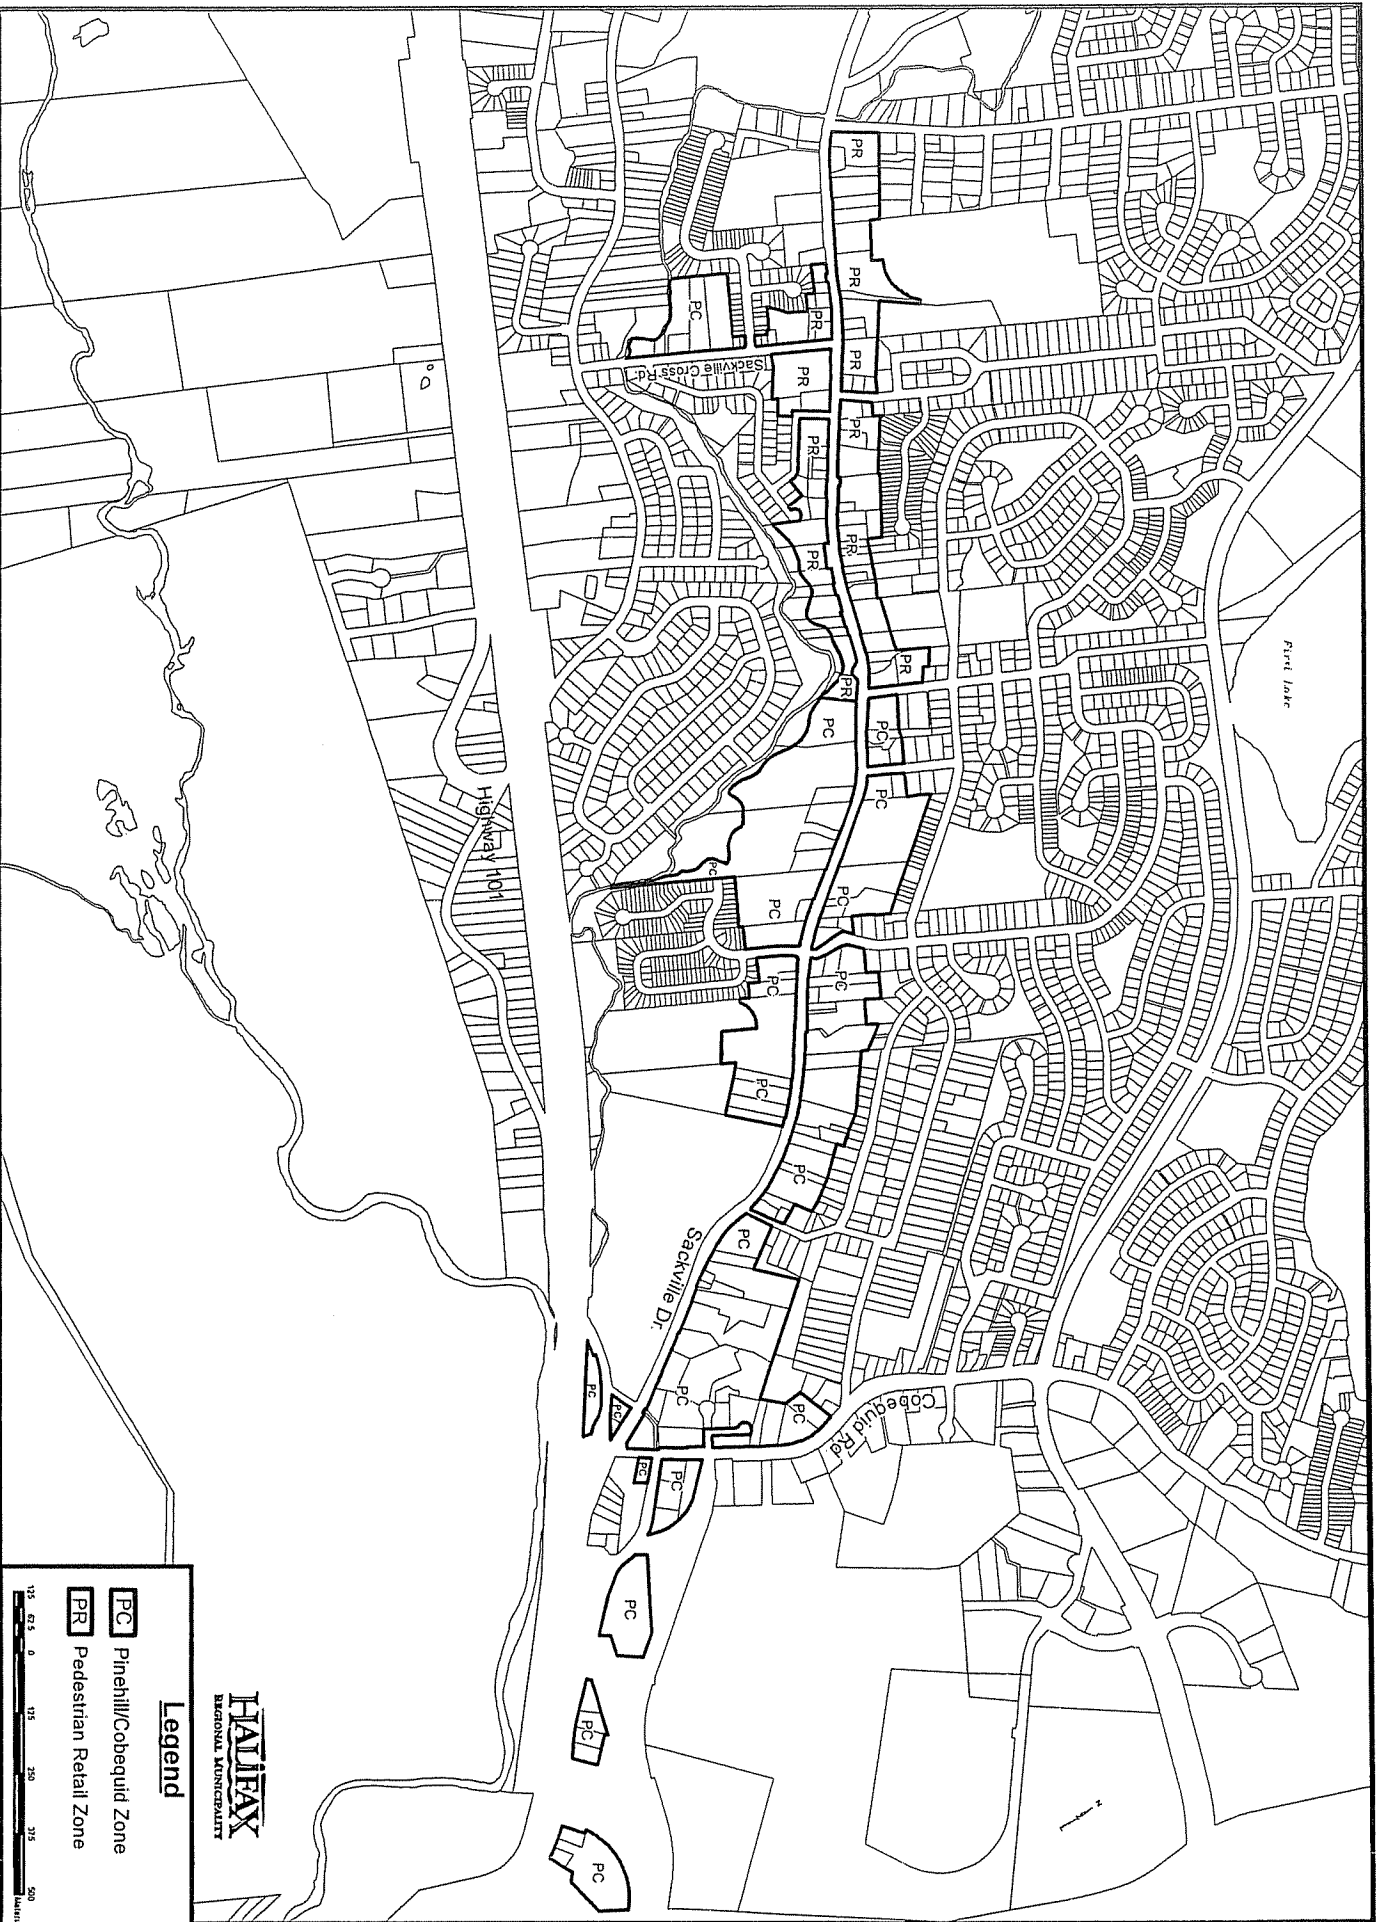 First Lake
PR
PR
PR
PR
PR
PR
PR
PR
PR
PR
PR
PC
Sackville Cross Rd.
PC
PC
PC
PC
PC
PC
PC
PC
PC
PC
PC
Highway 101
Sackville Dr.
Cobequid Rd
PC
PC
PC
PC
PC
PC
PC
PC
PC
N
HALIFAX
REGIONAL MUNICIPALITY
Legend
PC Pinehill/Cobequid Zone
PR Pedestrian Retail Zone
125 62.5 0 125 250 375 500
Meters